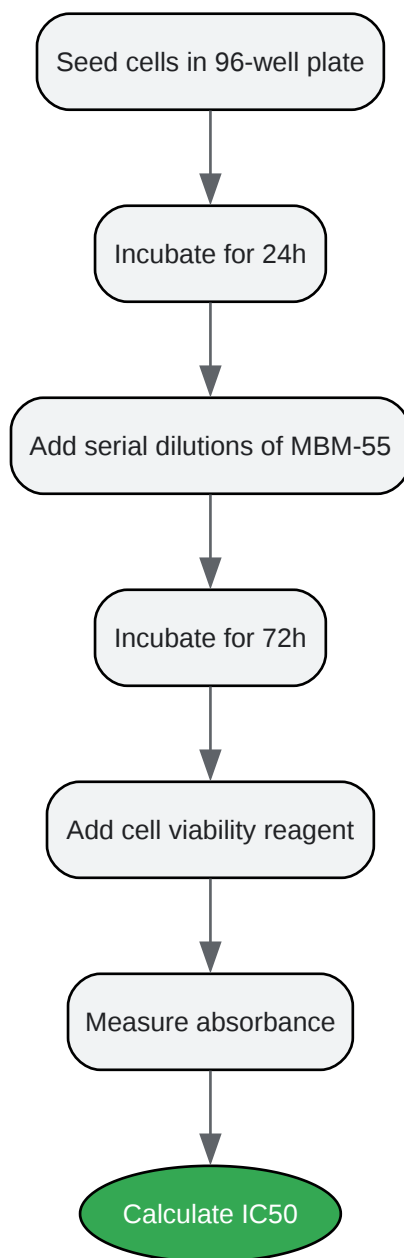 Seed cells in 96-well plate
Incubate for 24h
Add serial dilutions of MBM-55
Incubate for 72h
Add cell viability reagent
Measure absorbance
Calculate IC50